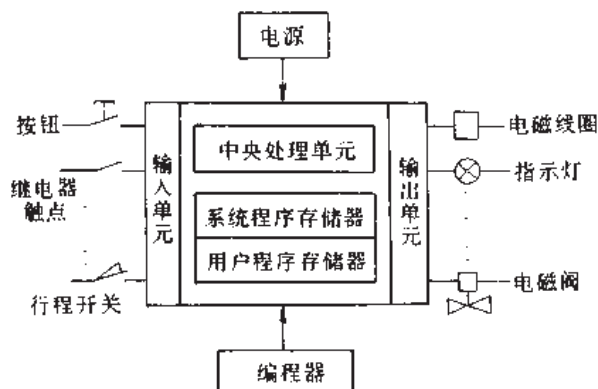 电源
按钮
继电器
触点
行程开关
输入单元
中央处理单元
系统程序存储器
用户程序存储器
输出单元
电磁线圈
指示灯
电磁阀
编程器